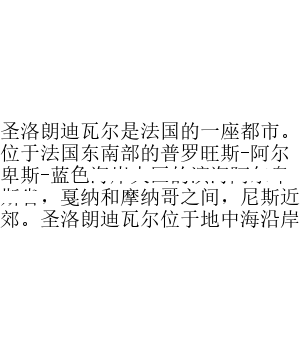 圣洛朗迪瓦尔是法国的一座都市。
位于法国东南部的普罗旺斯-阿尔
卑斯-蓝色
，戛纳和摩纳哥之间，尼斯近
郊。圣洛朗迪瓦尔位于地中海沿岸